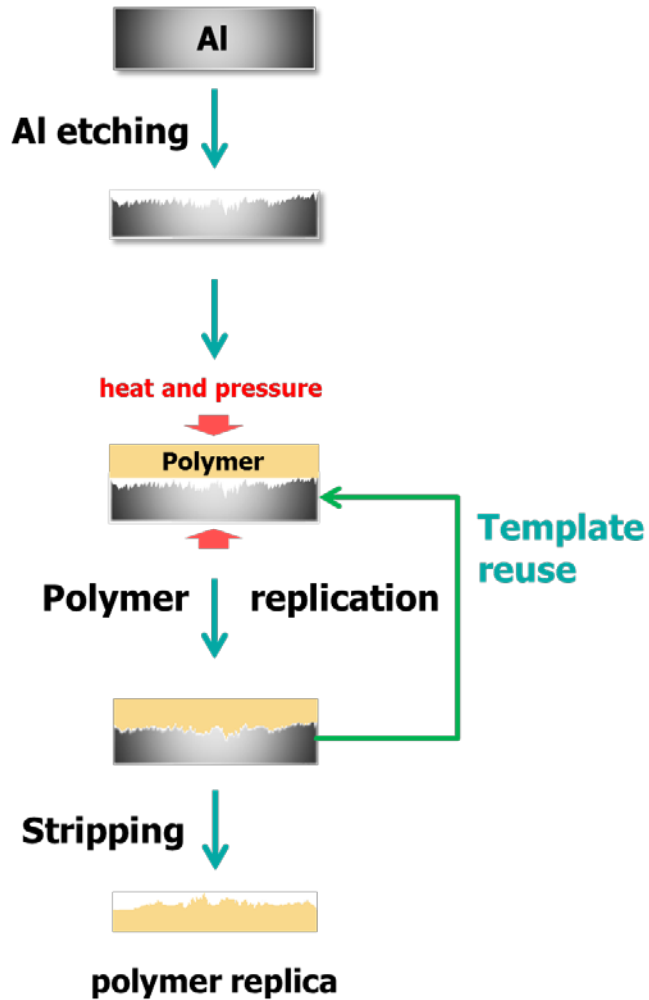 Al
Al etching
heat and pressure
Polymer
Template
reuse
Polymer replication
Stripping
polymer replica